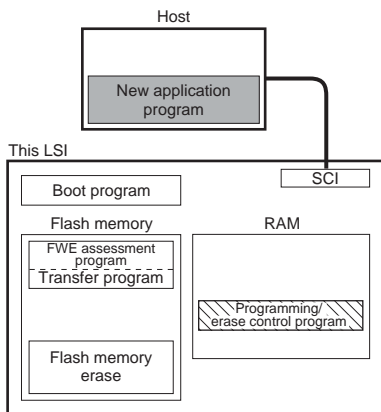 Host
New application
program
This LSI
SCI
Boot program
Flash memory
RAM
FWE assessment
program
Transfer program
Programming/
erase control program
Flash memory
erase